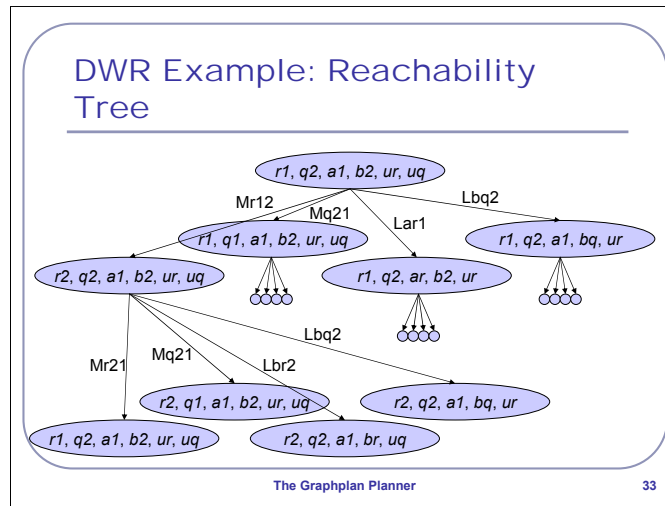 DWR Example: Reachability
Tree
r1, q2, a1, b2, ur, uq
Mr12
Mq21
Lar1
Lbq2
r1, q1, a1, b2, ur, uq
r1, q2, a1, bq, ur
r2, q2, a1, b2, ur, uq
r1, q2, ar, b2, ur
Mr21
Mq21
Lbr2
Lbq2
r2, q1, a1, b2, ur, uq
r2, q2, a1, bq, ur
r1, q2, a1, b2, ur, uq
r2, q2, a1, br, uq
The Graphplan Planner
33